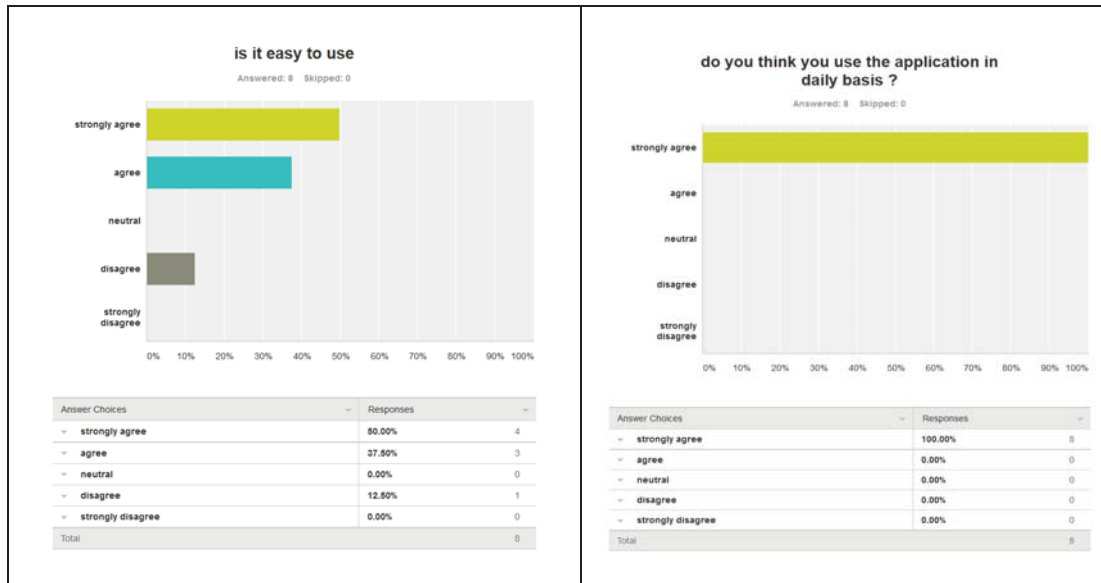 is it easy to use
Answered: 8 Skipped: 0
strongly agree
agree
neutral
disagree
strongly
disagree
0% 10% 20% 30% 40% 50% 60% 70% 80% 90% 100%
Answer Choices Responses
strongly agree 50.00% 4
agree 37.50% 3
neutral 0.00% 0
disagree 12.50% 1
strongly disagree 0.00% 0
Total 8
do you think you use the application in
daily basis ?
Answered: 8 Skipped: 0
strongly agree
agree
neutral
disagree
strongly
disagree
0% 10% 20% 30% 40% 50% 60% 70% 80% 90% 100%
Answer Choices Responses
strongly agree 100.00% 8
agree 0.00% 0
neutral 0.00% 0
disagree 0.00% 0
strongly disagree 0.00% 0
Total 8